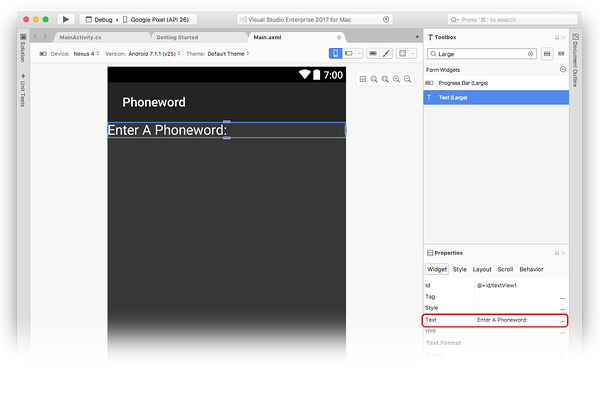 Debug
Google Pixel (API 26)
Visual Studio Enterprise 2017 for Mac
Press '⌘.' to search
MainActivity.cs
Getting Started
Main.axml
Toolbox
Solution
Unit Tests
Device: Nexus 4
Version: Android 7.1.1 (v25)
Theme: Default Theme
Large
Document Outline
Form Widgets
Progress Bar (Large)
T Text (Large)
7:00
Phoneword
Enter A Phoneword:
Properties
Widget Style Layout Scroll Behavior
Id @+id/textView1
Tag ...
Style ...
Text Enter A Phoneword: ...
Hint ...
Text Format